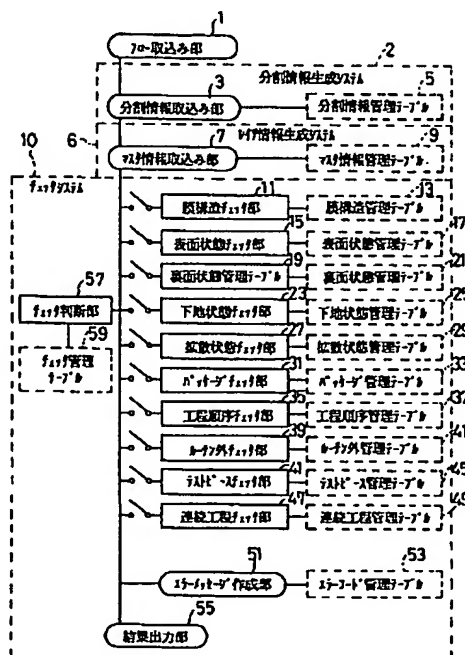 1
フロー取込み部
2
分割情報生成システム
3
5
分割情報取込み部
分割情報管理テーブル
6
レイア情報生成システム
10
7
9
マスタ情報取込み部
マスタ情報管理テーブル
チェックシステム
11
13
膜構造チェック部
膜構造管理テーブル
15
17
表面状態チェック部
表面状態管理テーブル
19
21
裏面状態管理テーブル
裏面状態管理テーブル
57
チェック判断部
23
25
下地状態チェック部
下地状態管理テーブル
59
チェック管理テーブル
27
29
拡散状態チェック部
拡散状態管理テーブル
31
33
パッケージチェック部
パッケージ管理テーブル
35
37
工程順序チェック部
工程順序管理テーブル
39
41
ルーチン外チェック部
ルーチン外管理テーブル
41
45
テストピースチェック部
テストピース管理テーブル
47
49
連続工程チェック部
連続工程管理テーブル
51
53
エラーメッセージ作成部
エラーコード管理テーブル
55
結果出力部